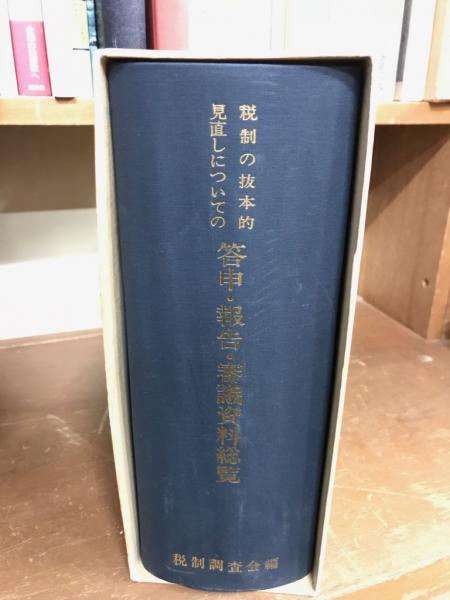 税制の抜本的
見直しについての
答申・報告・審議資料総覧
税制調査会編